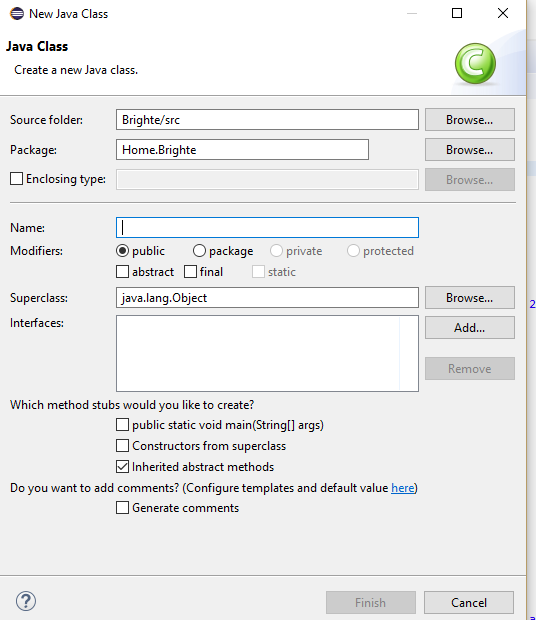 New Java Class
Java Class
Create a new Java class.
C
Source folder: Brighte/src Browse...
Package: Home.Brighte Browse...
Enclosing type: Browse...
Name:
Modifiers: public package private protected
abstract final static
Superclass: java.lang.Object Browse...
2
Interfaces: Add...
Remove
Which method stubs would you like to create?
public static void main(String[] args)
Constructors from superclass
Inherited abstract methods
Do you want to add comments? (Configure templates and default value here)
Generate comments
? Finish Cancel
a